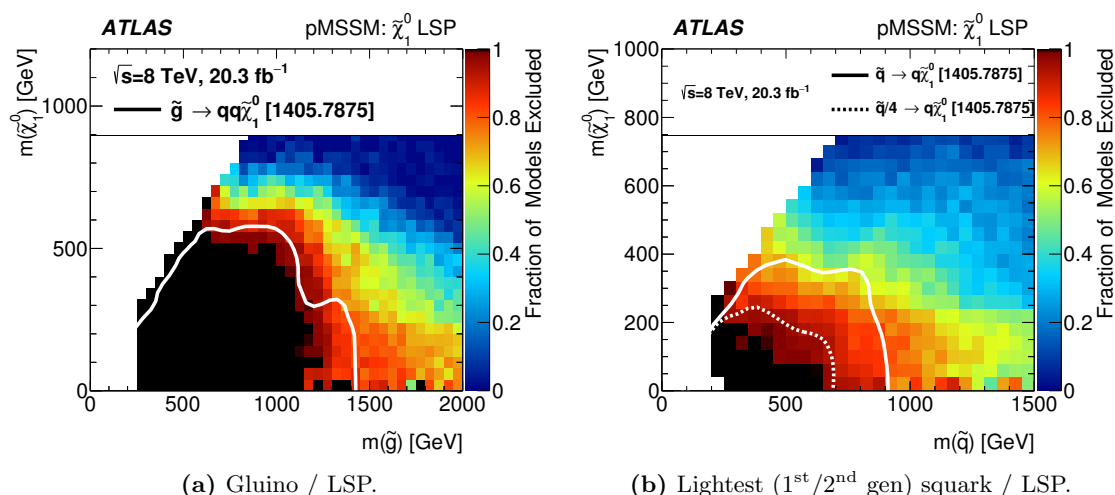 ATLAS pMSSM: χ̃₁⁰ LSP
√s=8 TeV, 20.3 fb⁻¹
g̃ → qqχ̃₁⁰ [1405.7875]
m(χ̃₁⁰) [GeV]
1000
500
0
0 500 1000 1500 2000
m(g̃) [GeV]
1
0.8
0.6
0.4
0.2
0
Fraction of Models Excluded
(a) Gluino / LSP.
ATLAS pMSSM: χ̃₁⁰ LSP
√s=8 TeV, 20.3 fb⁻¹
q̃ → qχ̃₁⁰ [1405.7875]
q̃/4 → qχ̃₁⁰ [1405.7875]
m(χ̃₁⁰) [GeV]
1000
800
600
400
200
0
0 500 1000 1500
m(q̃) [GeV]
1
0.8
0.6
0.4
0.2
0
Fraction of Models Excluded
(b) Lightest (1ˢᵗ/2ⁿᵈ gen) squark / LSP.